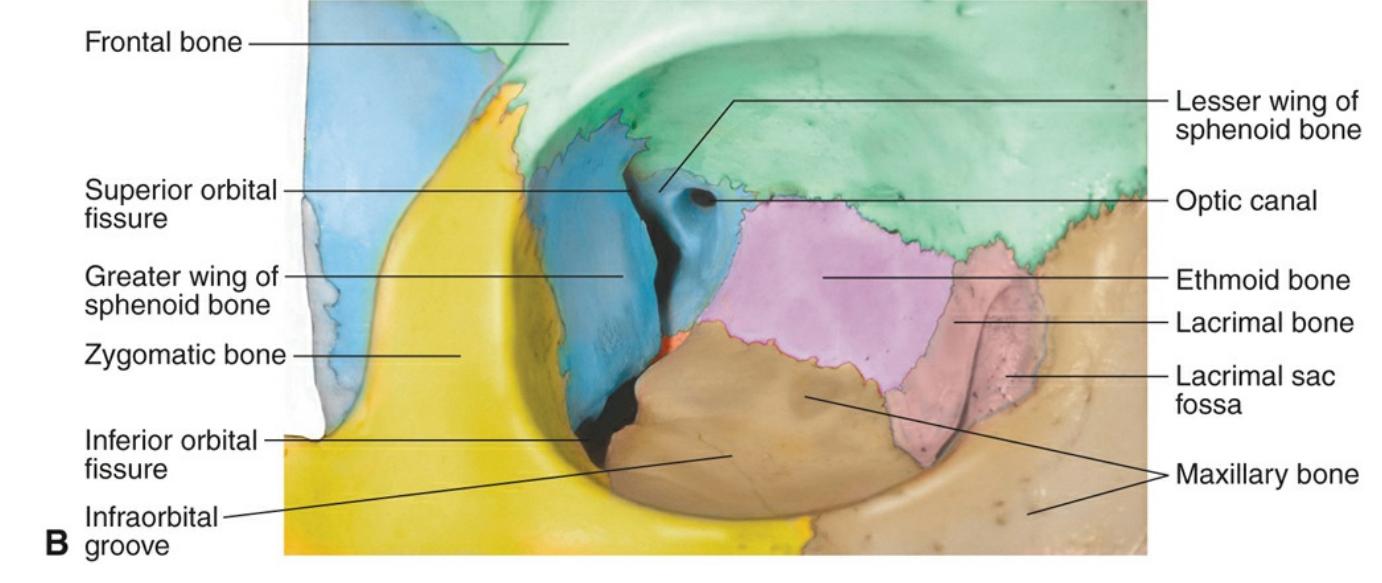 Frontal bone
Superior orbital
fissure
Greater wing of
sphenoid bone
Zygomatic bone
Inferior orbital
fissure
Infraorbital
groove
B
Lesser wing of
sphenoid bone
Optic canal
Ethmoid bone
Lacrimal bone
Lacrimal sac
fossa
Maxillary bone